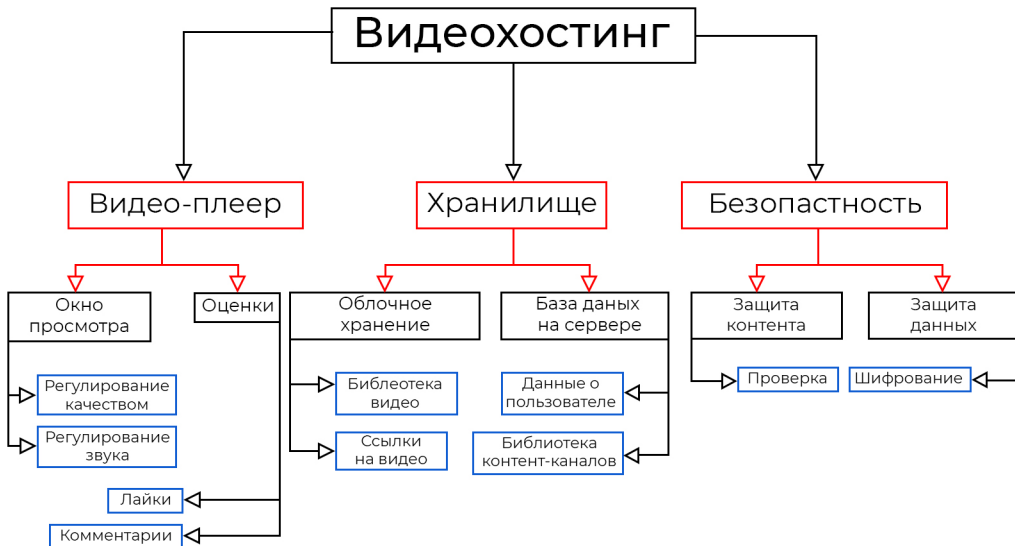 Видеохостинг
Видео-плеер
Хранилище
Безопастность
Окно
просмотра
Оценки
Облочное
хранение
База даных
на сервере
Защита
контента
Защита
данных
Регулирование
качеством
Регулирование
звука
Лайки
Комментарии
Библеотека
видео
Ссылки
на видео
Данные о
пользователе
Библиотека
контент-каналов
Проверка
Шифрование